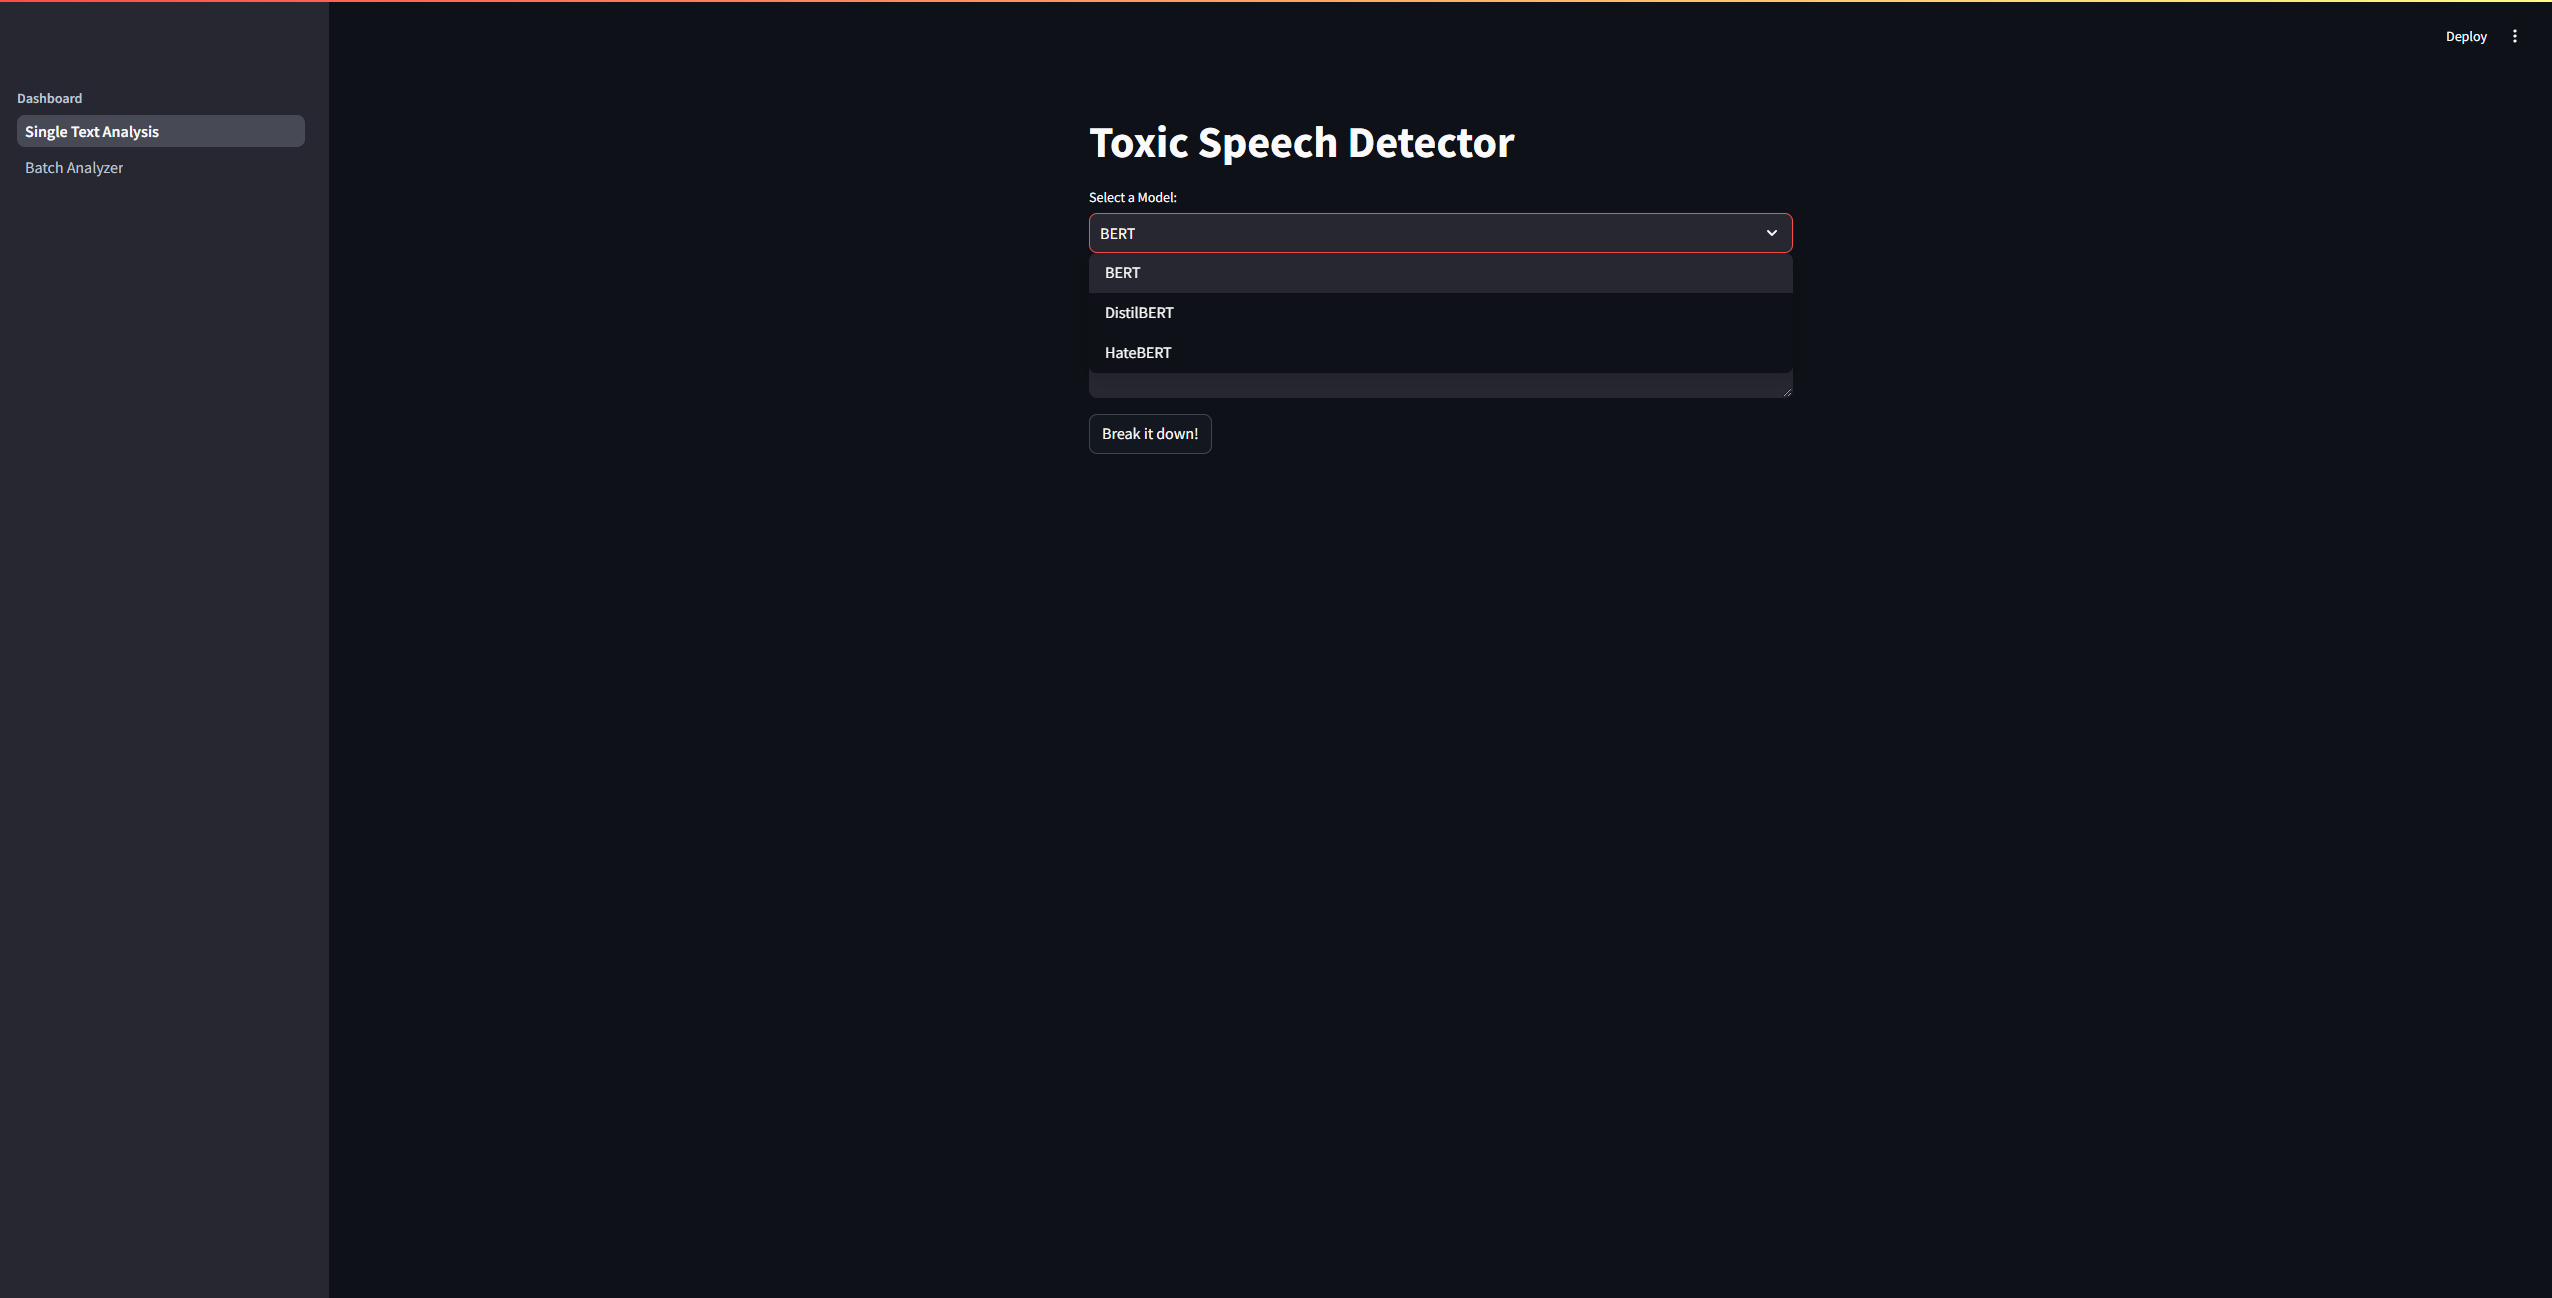 Deploy
Dashboard
Single Text Analysis
Batch Analyzer
Toxic Speech Detector
Select a Model:
BERT
BERT
DistilBERT
HateBERT
Break it down!